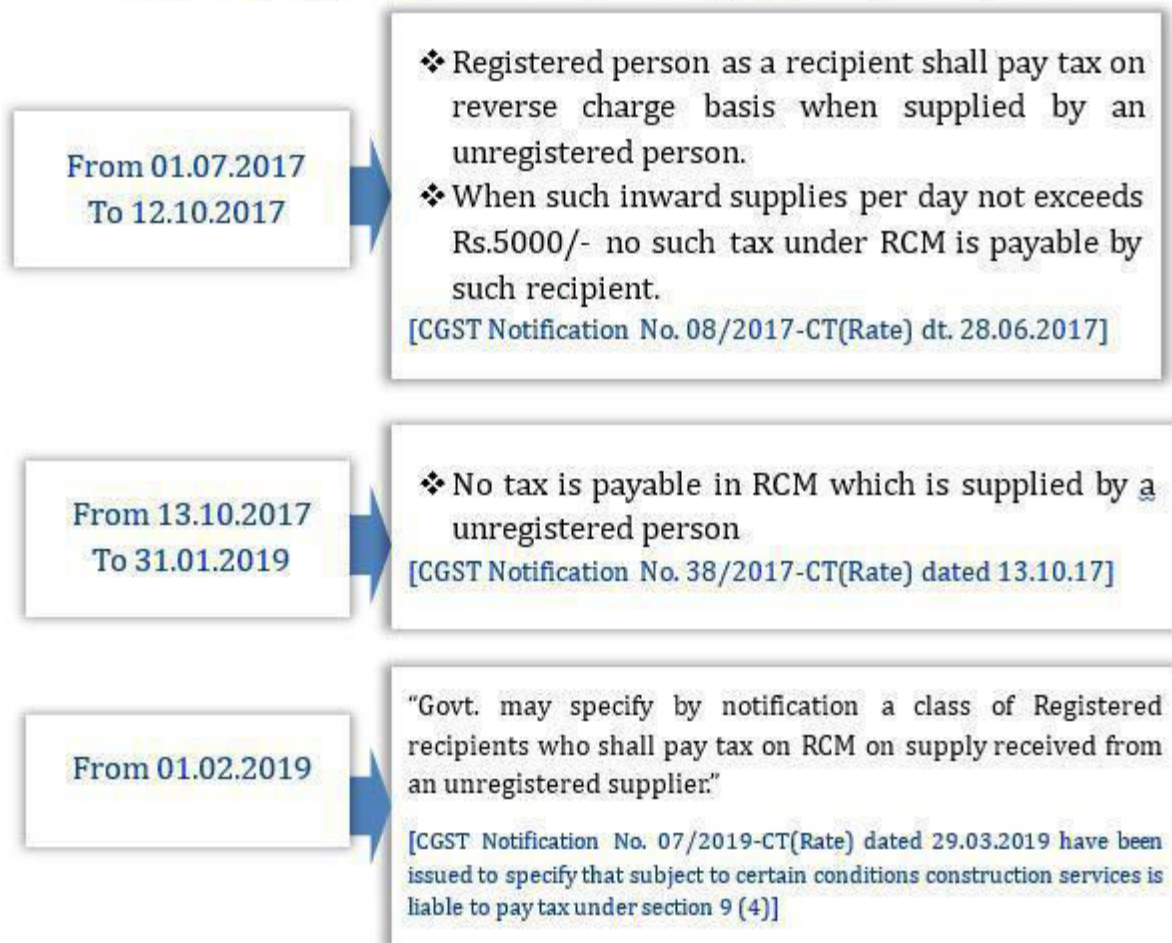 From 01.07.2017
To 12.10.2017
❖ Registered person as a recipient shall pay tax on
reverse charge basis when supplied by an
unregistered person.
❖ When such inward supplies per day not exceeds
Rs.5000/- no such tax under RCM is payable by
such recipient.
[CGST Notification No. 08/2017-CT(Rate) dt. 28.06.2017]
From 13.10.2017
To 31.01.2019
❖ No tax is payable in RCM which is supplied by a
unregistered person
[CGST Notification No. 38/2017-CT(Rate) dated 13.10.17]
From 01.02.2019
“Govt. may specify by notification a class of Registered
recipients who shall pay tax on RCM on supply received from
an unregistered supplier.”
[CGST Notification No. 07/2019-CT(Rate) dated 29.03.2019 have been
issued to specify that subject to certain conditions construction services is
liable to pay tax under section 9 (4)]